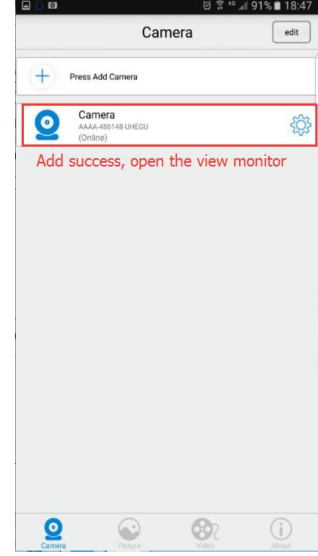 91% 18:47
Camera
edit
Press Add Camera
Camera
AAAA-486148-UHEGU
(Online)
Add success, open the view monitor
Camera Picture Video About